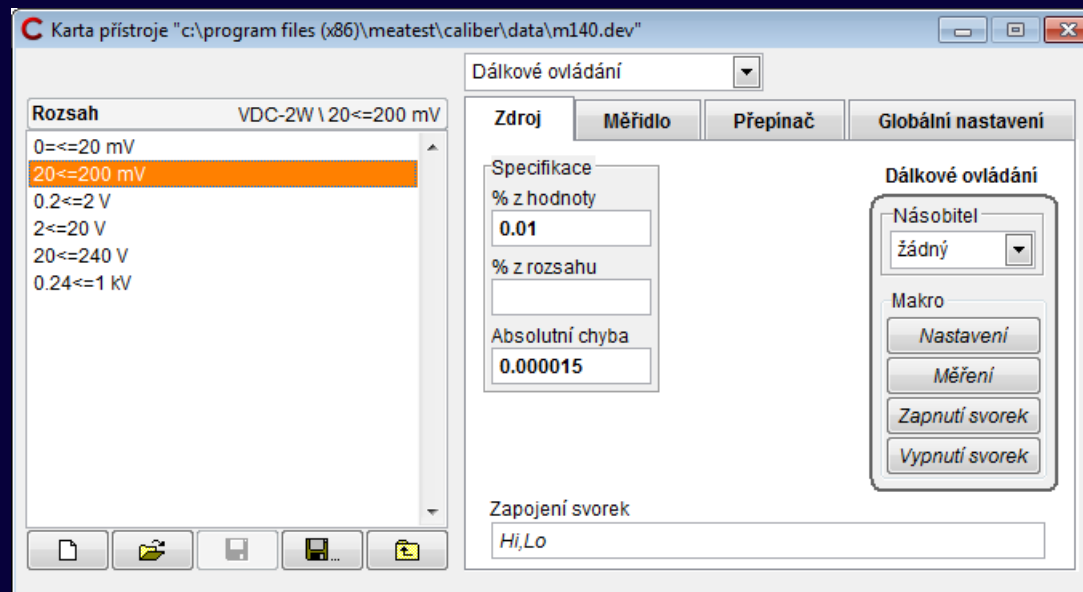 Karta přístroje "c:\program files (x86)\meatest\caliber\data\m140.dev"
Dálkové ovládání
Rozsah VDC-2W \ 20<=200 mV
0=<=20 mV
20<=200 mV
0.2<=2 V
2<=20 V
20<=240 V
0.24<=1 kV
Zdroj Měřidlo Přepínač Globální nastavení
Specifikace
% z hodnoty
0.01
% z rozsahu
Absolutní chyba
0.000015
Dálkové ovládání
Násobitel
žádný
Makro
Nastavení
Měření
Zapnutí svorek
Vypnutí svorek
Zapojení svorek
Hi,Lo